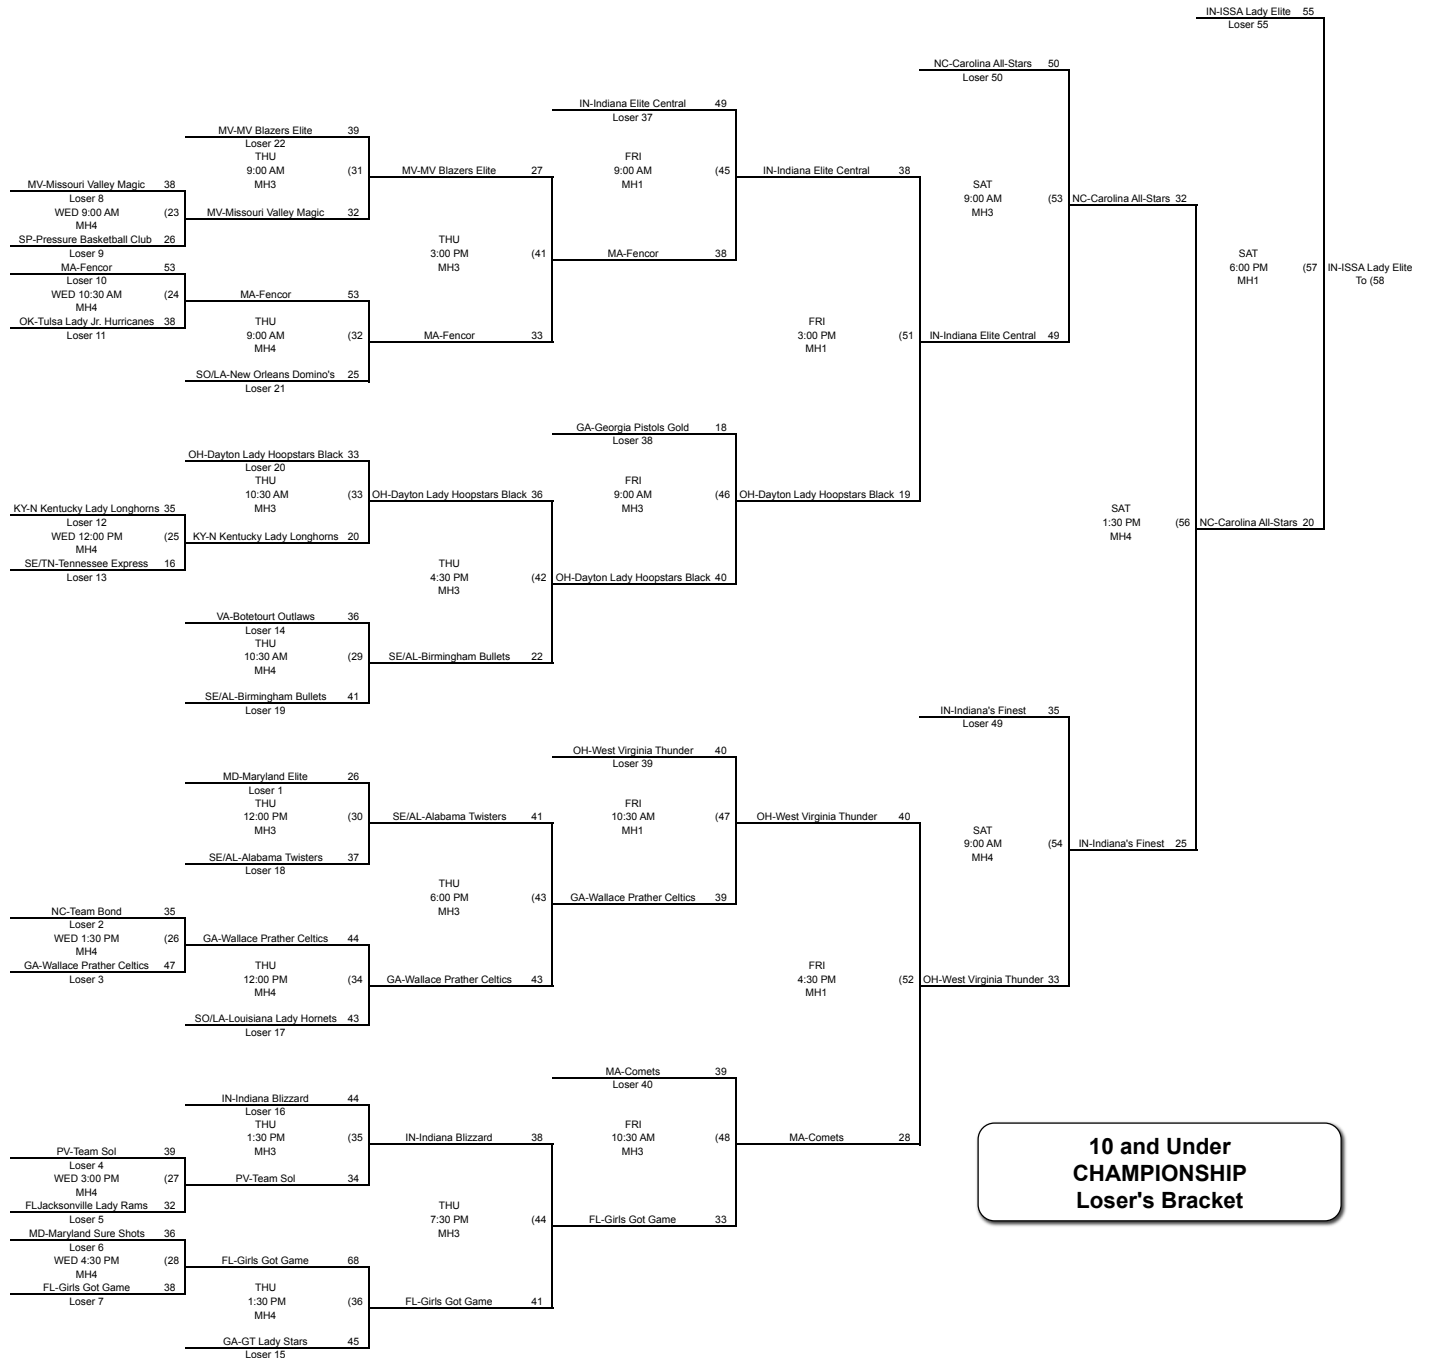 IN-ISSA Lady Elite 55
Loser 55
NC-Carolina All-Stars 50
Loser 50
IN-Indiana Elite Central 49
Loser 37
MV-MV Blazers Elite 39
Loser 22
THU
9:00 AM (31
MH3
FRI
9:00 AM (45
MH1
MV-MV Blazers Elite 27
IN-Indiana Elite Central 38
MV-Missouri Valley Magic 38
Loser 8
WED 9:00 AM (23
MH4
SP-Pressure Basketball Club 26
Loser 9
MV-Missouri Valley Magic 32
SAT
9:00 AM (53
MH3
NC-Carolina All-Stars 32
THU
3:00 PM (41
MH3
MA-Fencor 38
SAT
6:00 PM (57
MH1
IN-ISSA Lady Elite
To (58
MA-Fencor 53
Loser 10
WED 10:30 AM (24
MH4
OK-Tulsa Lady Jr. Hurricanes 38
Loser 11
MA-Fencor 53
THU
9:00 AM (32
MH4
SO/LA-New Orleans Domino's 25
Loser 21
MA-Fencor 33
FRI
3:00 PM (51
MH1
IN-Indiana Elite Central 49
GA-Georgia Pistols Gold 18
Loser 38
OH-Dayton Lady Hoopstars Black 33
Loser 20
THU
10:30 AM (33
MH3
OH-Dayton Lady Hoopstars Black 36
FRI
9:00 AM (46
MH3
OH-Dayton Lady Hoopstars Black 19
KY-N Kentucky Lady Longhorns 35
Loser 12
WED 12:00 PM (25
MH4
SE/TN-Tennessee Express 16
Loser 13
KY-N Kentucky Lady Longhorns 20
THU
4:30 PM (42
MH3
OH-Dayton Lady Hoopstars Black 40
SAT
1:30 PM (56
MH4
NC-Carolina All-Stars 20
VA-Botetourt Outlaws 36
Loser 14
THU
10:30 AM (29
MH4
SE/AL-Birmingham Bullets 22
SE/AL-Birmingham Bullets 41
Loser 19
IN-Indiana's Finest 35
Loser 49
OH-West Virginia Thunder 40
Loser 39
MD-Maryland Elite 26
Loser 1
THU
12:00 PM (30
MH3
SE/AL-Alabama Twisters 41
SE/AL-Alabama Twisters 37
Loser 18
FRI
10:30 AM (47
MH1
OH-West Virginia Thunder 40
SAT
9:00 AM (54
MH4
IN-Indiana's Finest 25
THU
6:00 PM (43
MH3
GA-Wallace Prather Celtics 39
NC-Team Bond 35
Loser 2
WED 1:30 PM (26
MH4
GA-Wallace Prather Celtics 47
Loser 3
GA-Wallace Prather Celtics 44
THU
12:00 PM (34
MH4
SO/LA-Louisiana Lady Hornets 43
Loser 17
GA-Wallace Prather Celtics 43
FRI
4:30 PM (52
MH1
OH-West Virginia Thunder 33
MA-Comets 39
Loser 40
IN-Indiana Blizzard 44
Loser 16
THU
1:30 PM (35
MH3
IN-Indiana Blizzard 38
FRI
10:30 AM (48
MH3
MA-Comets 28
PV-Team Sol 39
Loser 4
WED 3:00 PM (27
MH4
FLJacksonville Lady Rams 32
Loser 5
PV-Team Sol 34
THU
7:30 PM (44
MH3
FL-Girls Got Game 33
MD-Maryland Sure Shots 36
Loser 6
WED 4:30 PM (28
MH4
FL-Girls Got Game 38
Loser 7
FL-Girls Got Game 68
THU
1:30 PM (36
MH4
GA-GT Lady Stars 45
Loser 15
FL-Girls Got Game 41
10 and Under
CHAMPIONSHIP
Loser's Bracket